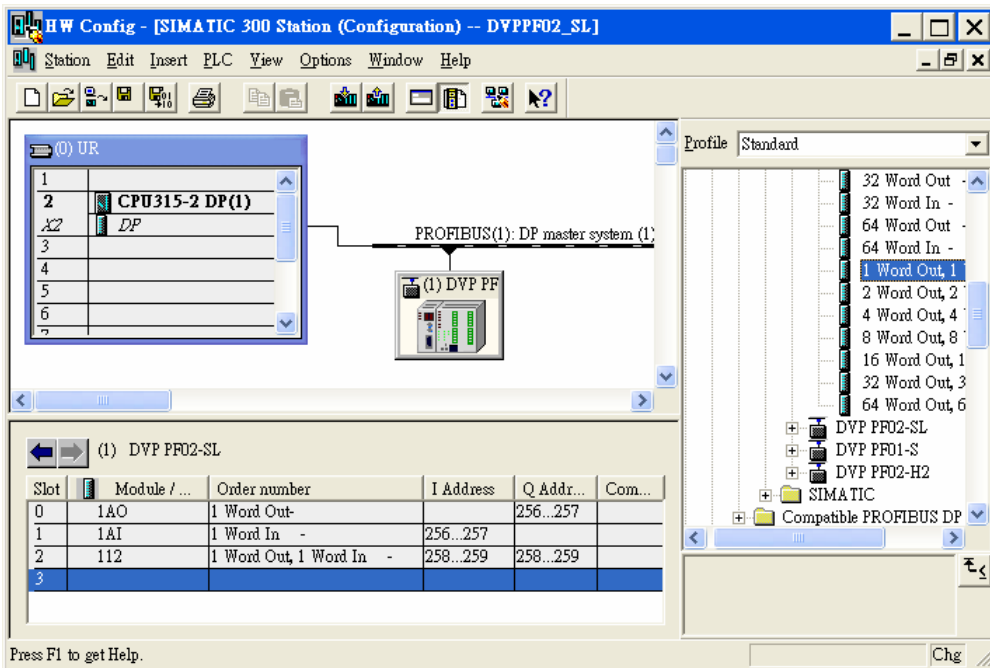 HW Config - [SIMATIC 300 Station (Configuration) -- DVPPF02_SL]
Station Edit Insert PLC View Options Window Help
(0) UR
1
2 CPU315-2 DP(1)
X2 DP
3
4
5
6
7
PROFIBUS(1): DP master system (1)
(1) DVP PF
Profile Standard
32 Word Out -
32 Word In -
64 Word Out -
64 Word In -
1 Word Out, 1
2 Word Out, 2
4 Word Out, 4
8 Word Out, 8
16 Word Out, 1
32 Word Out, 3
64 Word Out, 6
DVP PF02-SL
DVP PF01-S
DVP PF02-H2
SIMATIC
Compatible PROFIBUS DP
(1) DVP PF02-SL
Slot Module / ... Order number I Address Q Addr... Com...
0 1AO 1 Word Out- 256...257
1 1AI 1 Word In - 256...257
2 112 1 Word Out, 1 Word In - 258...259 258...259
3
Press F1 to get Help.
Chg